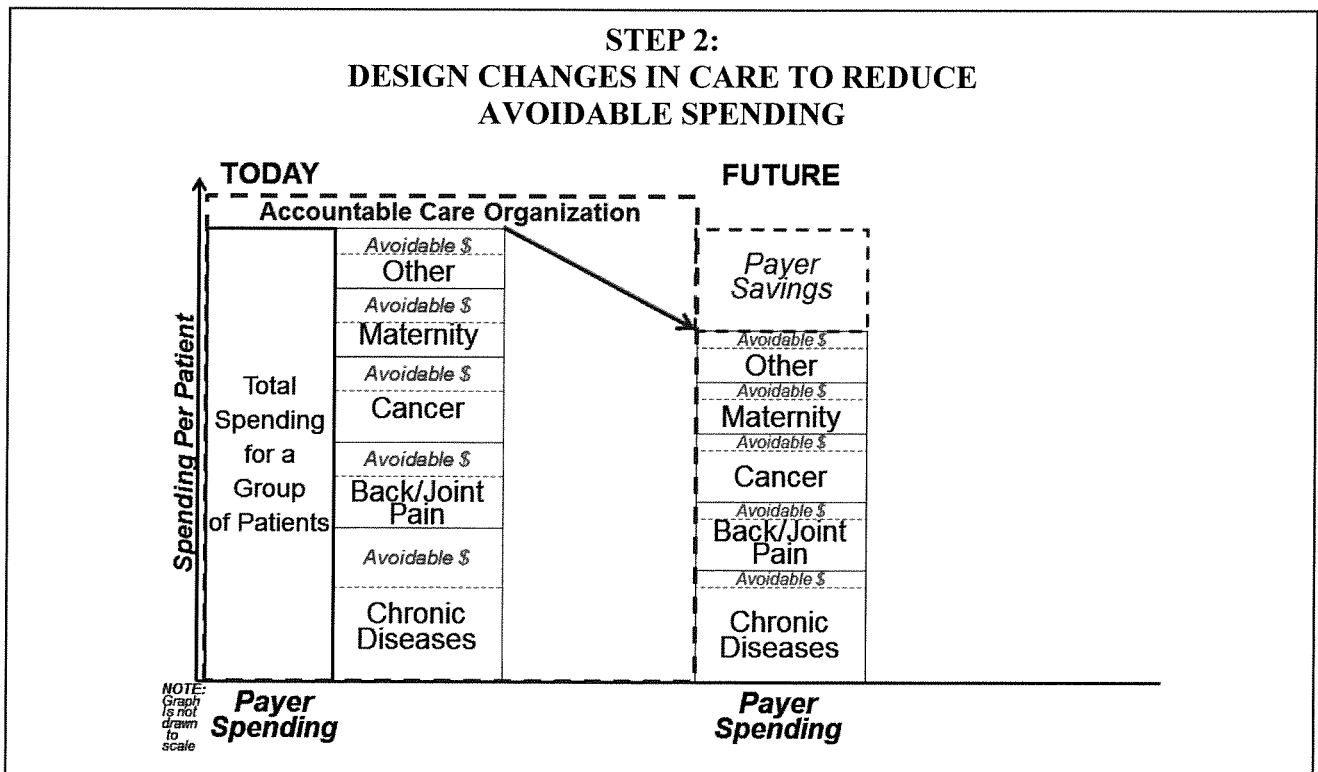 STEP 2:
DESIGN CHANGES IN CARE TO REDUCE
AVOIDABLE SPENDING
TODAY
FUTURE
Accountable Care Organization
Spending Per Patient
Total
Spending
for a
Group
of Patients
Avoidable $
Other
Avoidable $
Maternity
Avoidable $
Cancer
Avoidable $
Back/Joint
Pain
Avoidable $
Chronic
Diseases
Payer
Savings
Avoidable $
Other
Avoidable $
Maternity
Avoidable $
Cancer
Avoidable $
Back/Joint
Pain
Avoidable $
Chronic
Diseases
NOTE:
Graph
is not
drawn
to
scale
Payer
Spending
Payer
Spending